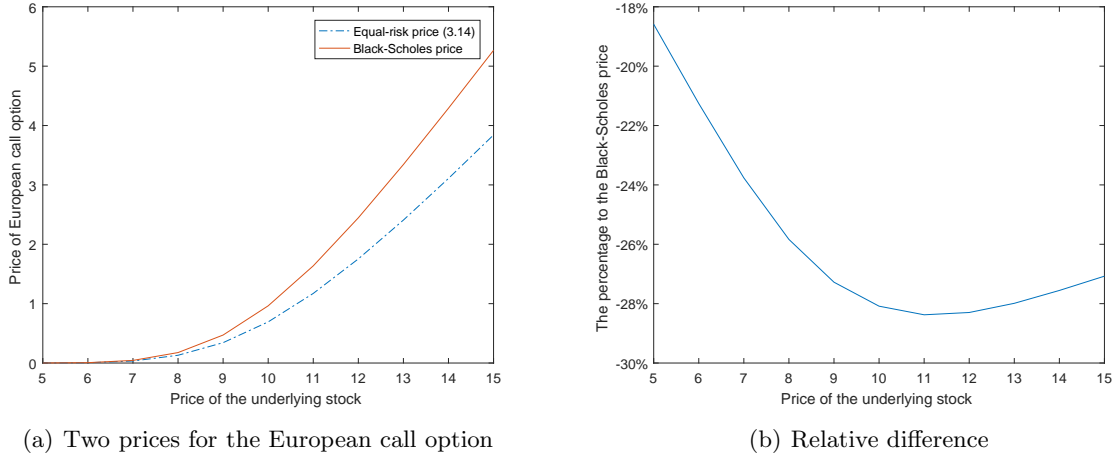 6
5
4
3
2
1
0
5 6 7 8 9 10 11 12 13 14 15
Price of the underlying stock
Price of European call option
Equal-risk price (3.14)
Black-Scholes price
(a) Two prices for the European call option
-18%
-20%
-22%
-24%
-26%
-28%
-30%
5 6 7 8 9 10 11 12 13 14 15
Price of the underlying stock
The percentage to the Black-Scholes price
(b) Relative difference